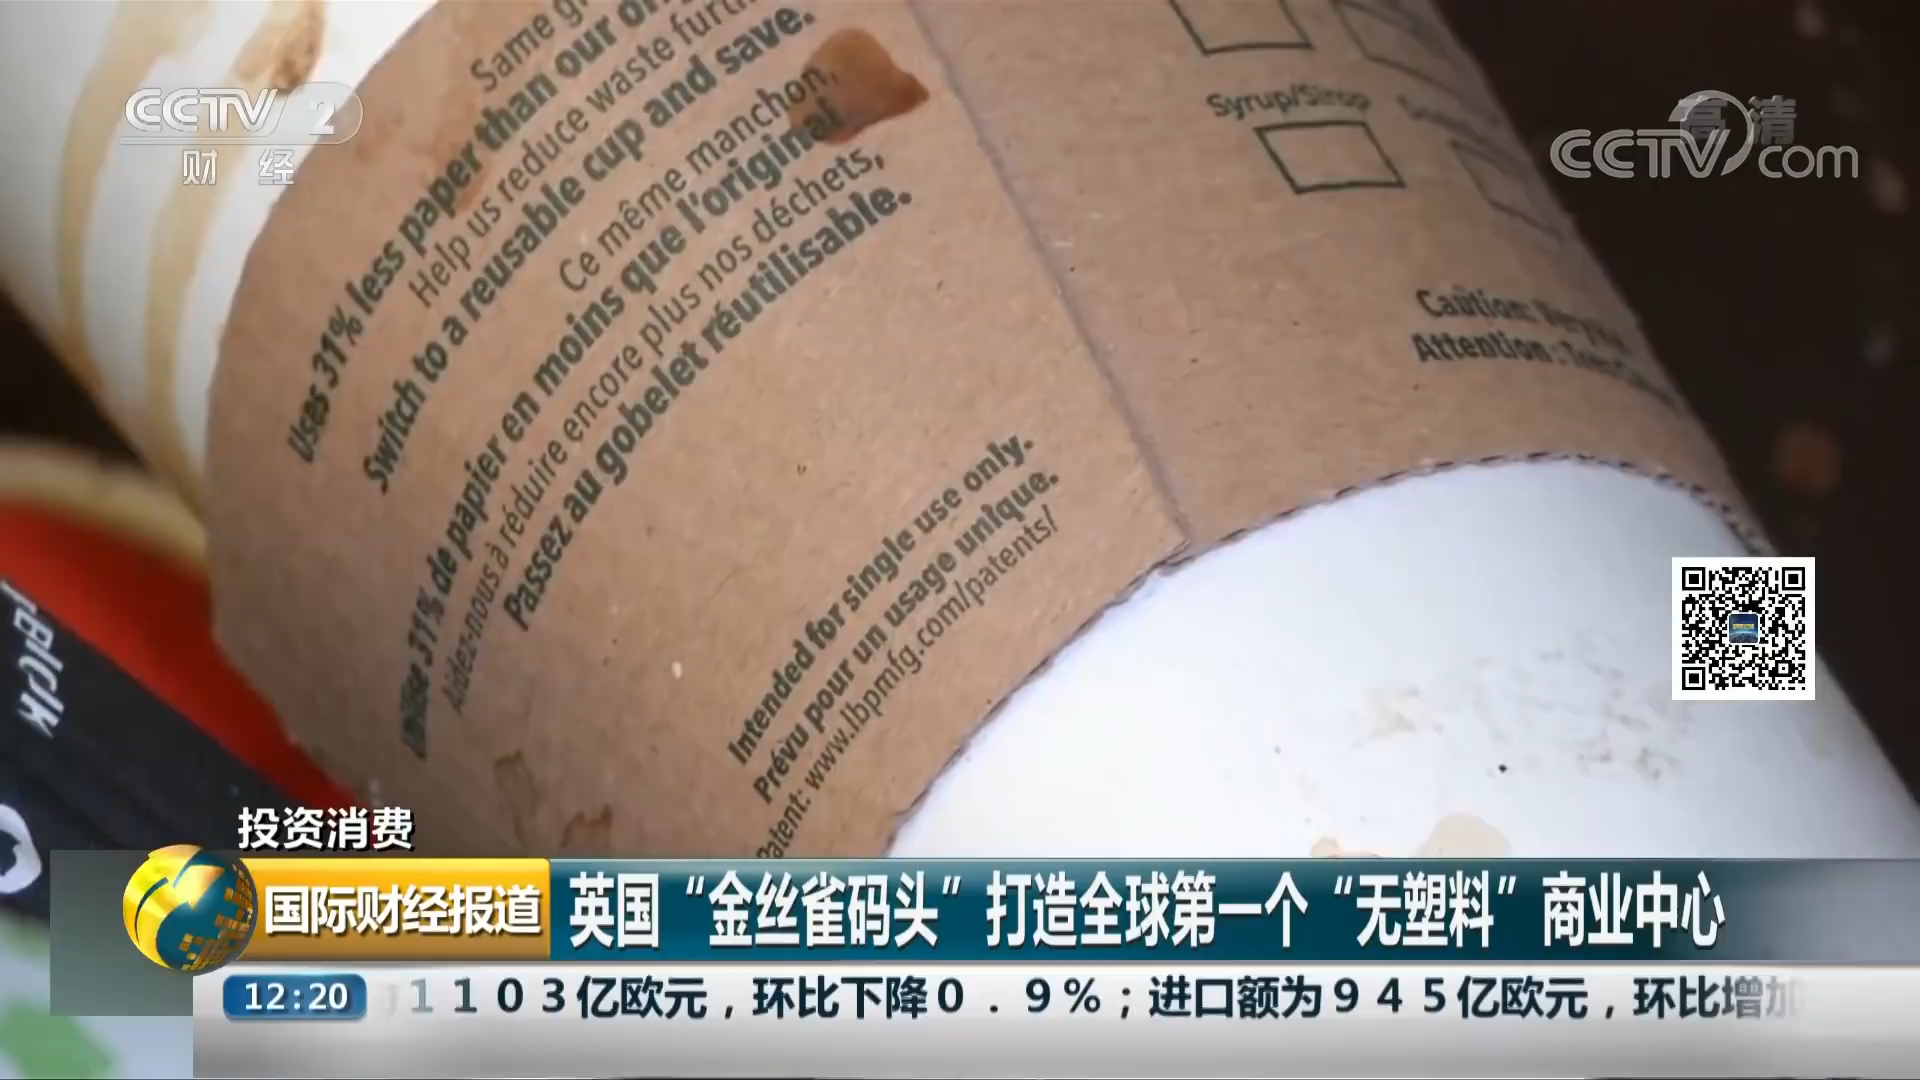 CCTV 2
财 经
高清
CCTV.com
Same
Uses 31% less paper than our
Help us reduce waste
Switch to a reusable cup and save.
Ce même manchon,
31% de papier en moins que l'original
Aidez-nous à réduire encore plus nos déchets,
Passez au gobelet réutilisable.
Intended for single use only.
Prévu pour un usage unique.
Patent: www.lbpmfg.com/patents/
Syrup/Sirop
Caution: Very
Attention : Très
投资消费
国际财经报道
英国“金丝雀码头”打造全球第一个“无塑料”商业中心
12:20
1103亿欧元，环比下降0.9%；进口额为945亿欧元，环比增加